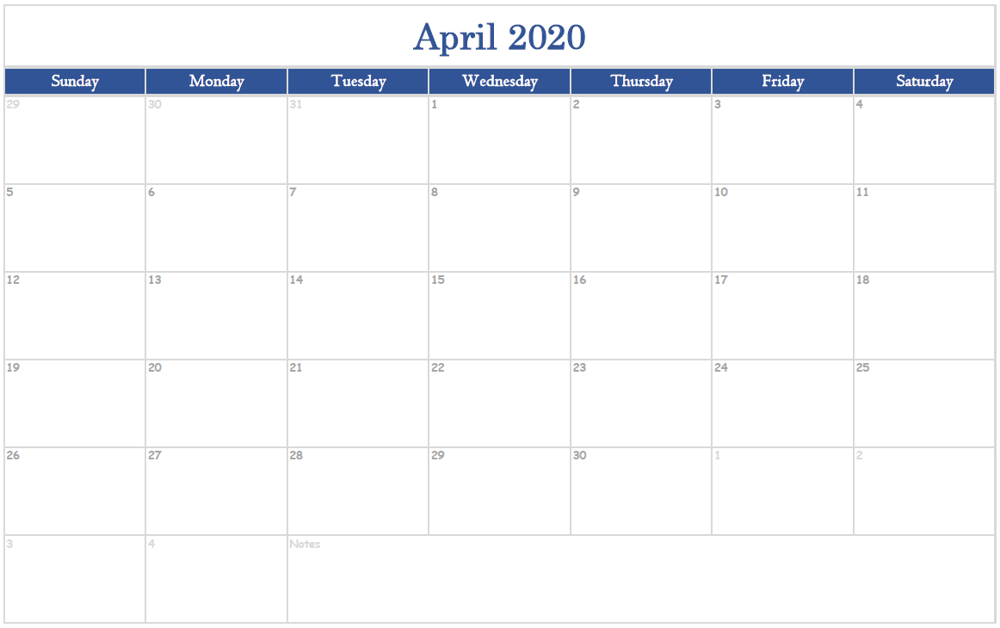 April 2020
Sunday Monday Tuesday Wednesday Thursday Friday Saturday
29 30 31 1 2 3 4
5 6 7 8 9 10 11
12 13 14 15 16 17 18
19 20 21 22 23 24 25
26 27 28 29 30 1 2
3 4 Notes